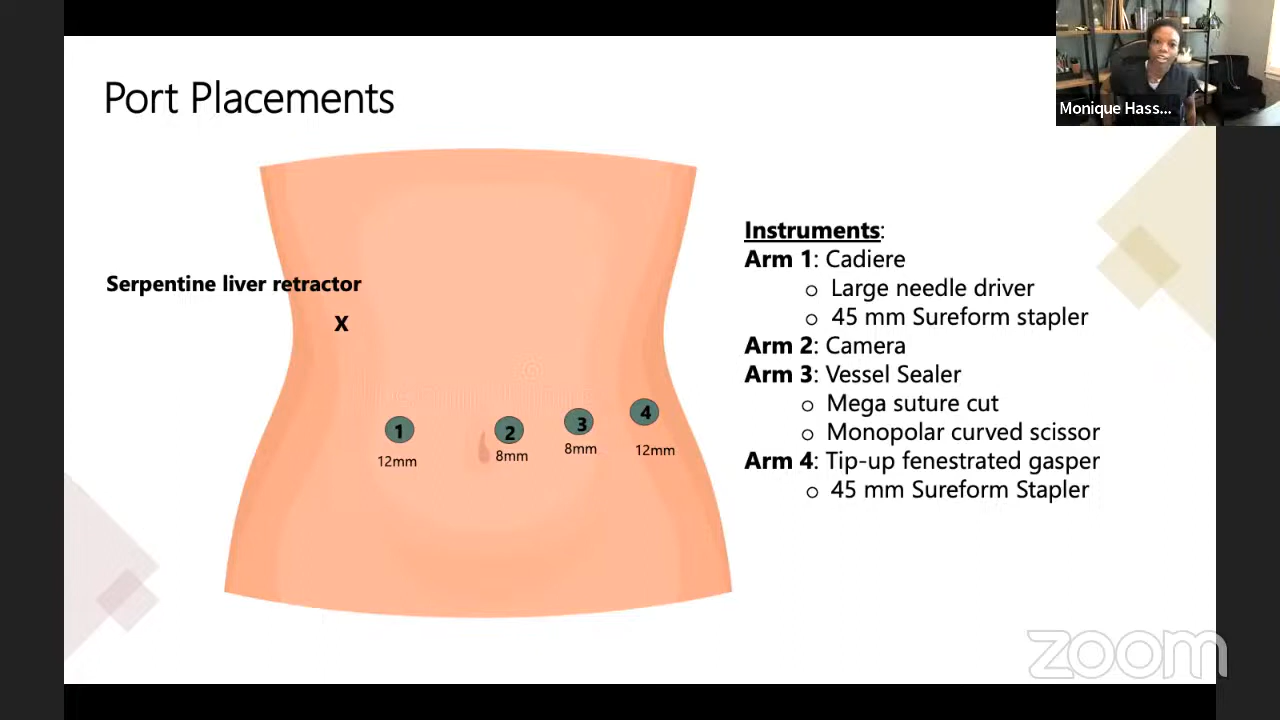 Port Placements
Monique Hass...
Serpentine liver retractor
X
1
12mm
2
8mm
3
8mm
4
12mm
Instruments:
Arm 1: Cadiere
o Large needle driver
o 45 mm Sureform stapler
Arm 2: Camera
Arm 3: Vessel Sealer
o Mega suture cut
o Monopolar curved scissor
Arm 4: Tip-up fenestrated gasper
o 45 mm Sureform Stapler
zoom